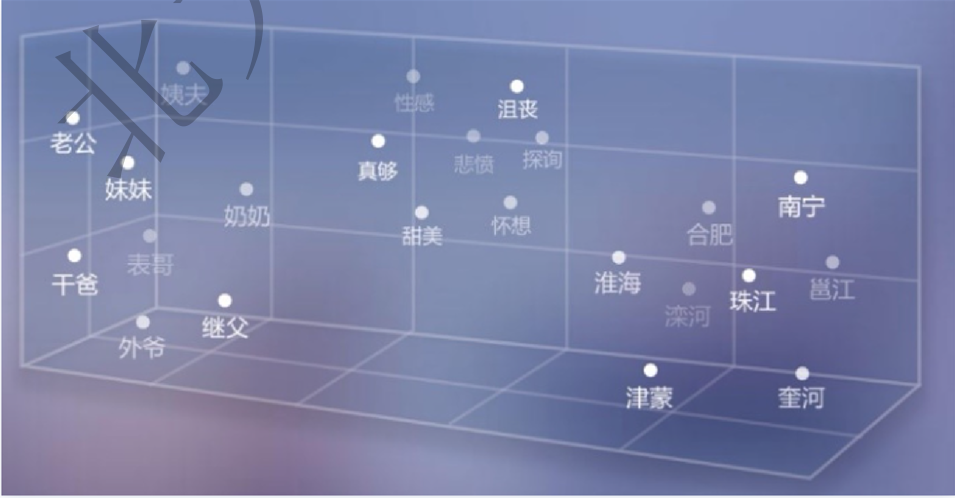 北
姨夫
性感
沮丧
老公
真够
悲愤
探询
妹妹
奶奶
甜美
怀想
南宁
合肥
表哥
干爸
淮海
滦河
珠江
邕江
继父
外爷
津蒙
奎河